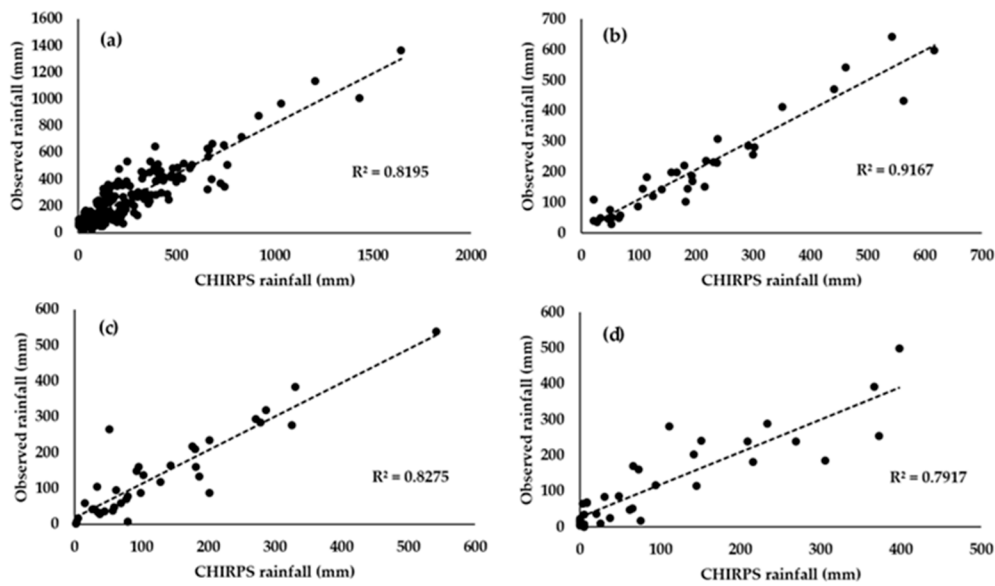 (a)
Observed rainfall (mm)
1600
1400
1200
1000
800
600
400
200
0
R² = 0.8195
0 500 1000 1500 2000
CHIRPS rainfall (mm)
(b)
Observed rainfall (mm)
700
600
500
400
300
200
100
0
R² = 0.9167
0 100 200 300 400 500 600 700
CHIRPS rainfall (mm)
(c)
Observed rainfall (mm)
600
500
400
300
200
100
0
R² = 0.8275
0 100 200 300 400 500 600
CHIRPS rainfall (mm)
(d)
Observed rainfall (mm)
600
500
400
300
200
100
0
R² = 0.7917
0 100 200 300 400 500
CHIRPS rainfall (mm)